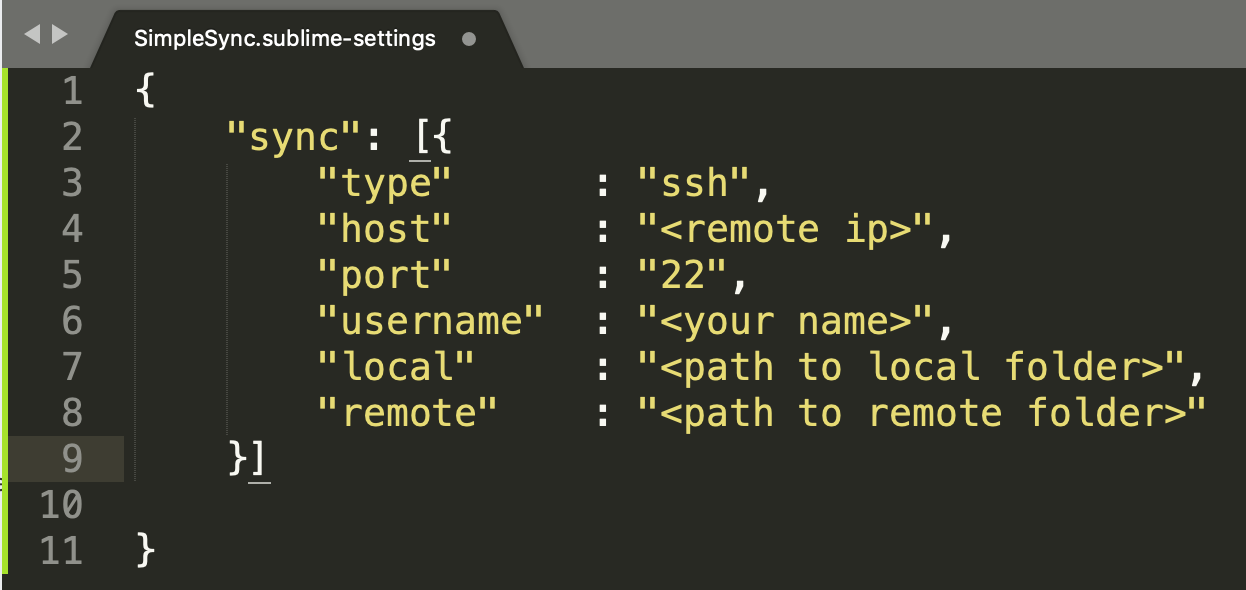 SimpleSync.sublime-settings
1 {
2     "sync": [{
3         "type"      : "ssh",
4         "host"      : "<remote ip>",
5         "port"      : "22",
6         "username"  : "<your name>",
7         "local"     : "<path to local folder>",
8         "remote"    : "<path to remote folder>"
9     }]
10
11 }